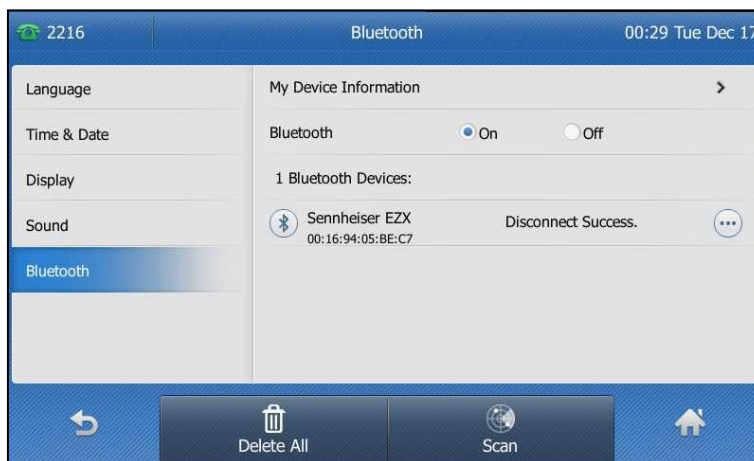 2216 Bluetooth 00:29 Tue Dec 17
Language
Time & Date
Display
Sound
Bluetooth
My Device Information
Bluetooth On Off
1 Bluetooth Devices:
Sennheiser EZX Disconnect Success.
00:16:94:05:BE:C7
Delete All Scan